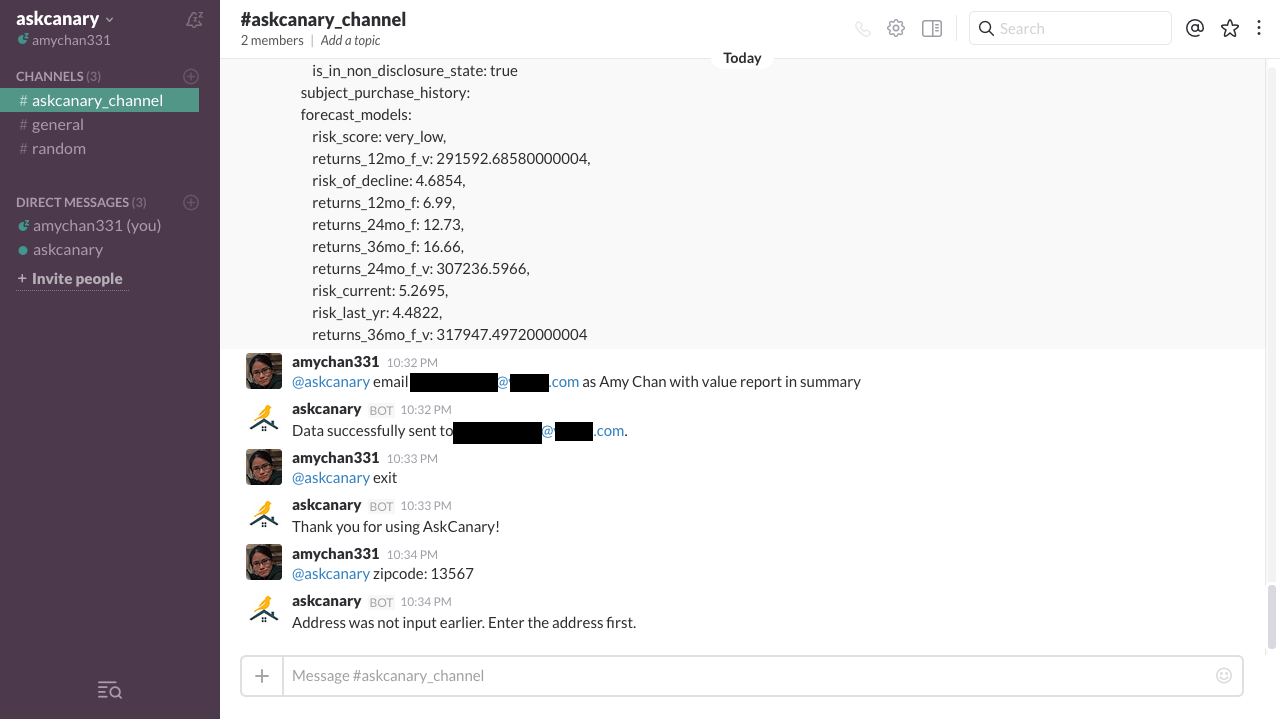 askcanary
amychan331
CHANNELS (3)
# askcanary_channel
# general
# random
DIRECT MESSAGES (3)
amychan331 (you)
askcanary
+ Invite people
#askcanary_channel
2 members | Add a topic
Search
Today
is_in_non_disclosure_state: true
subject_purchase_history:
forecast_models:
risk_score: very_low,
returns_12mo_f_v: 291592.68580000004,
risk_of_decline: 4.6854,
returns_12mo_f: 6.99,
returns_24mo_f: 12.73,
returns_36mo_f: 16.66,
returns_24mo_f_v: 307236.5966,
risk_current: 5.2695,
risk_last_yr: 4.4822,
returns_36mo_f_v: 317947.49720000004
amychan331 10:32 PM
@askcanary email @ .com as Amy Chan with value report in summary
askcanary BOT 10:32 PM
Data successfully sent to @ .com.
amychan331 10:33 PM
@askcanary exit
askcanary BOT 10:33 PM
Thank you for using AskCanary!
amychan331 10:34 PM
@askcanary zipcode: 13567
askcanary BOT 10:34 PM
Address was not input earlier. Enter the address first.
Message #askcanary_channel